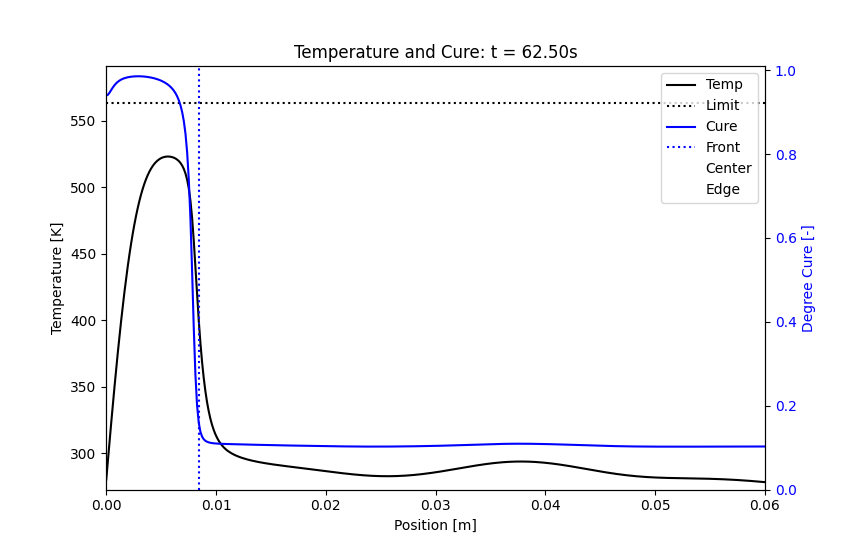 Temperature and Cure: t = 62.50s
Temp
Limit
Cure
Front
Center
Edge
Temperature [K]
550
500
450
400
350
300
Degree Cure [-]
1.0
0.8
0.6
0.4
0.2
0.0
0.00 0.01 0.02 0.03 0.04 0.05 0.06
Position [m]